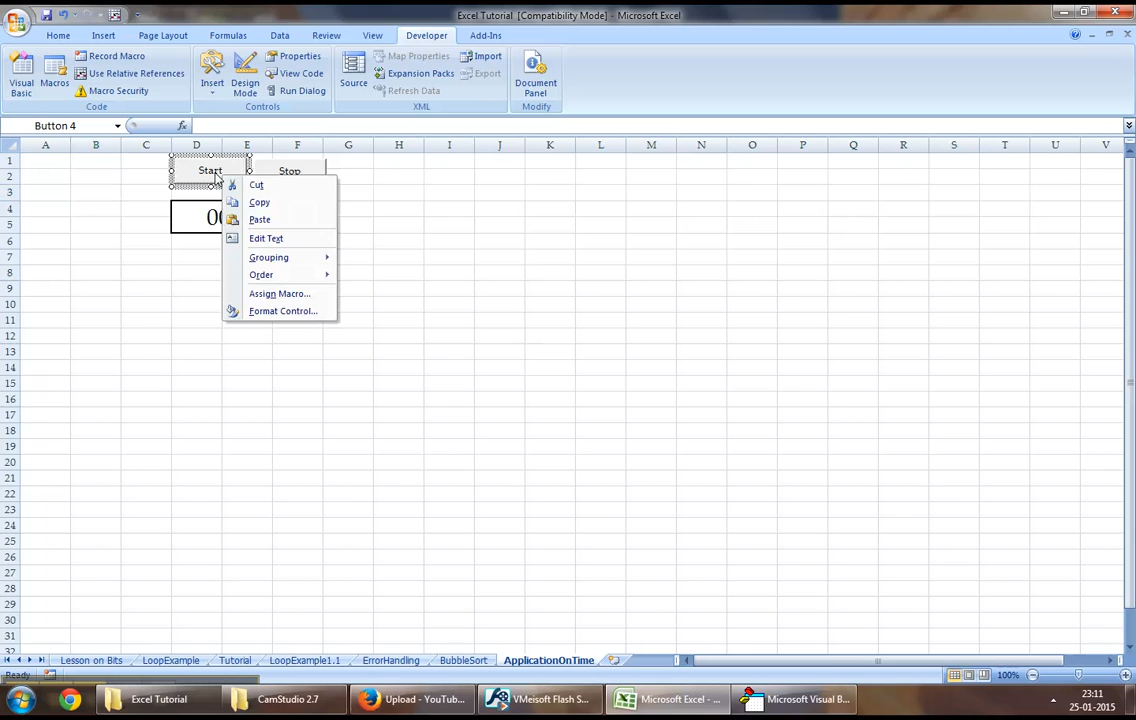 Excel Tutorial [Compatibility Mode] - Microsoft Excel
Home Insert Page Layout Formulas Data Review View Developer Add-Ins
Visual Basic
Macros
Record Macro
Use Relative References
Macro Security
Code
Insert
Design Mode
Properties
View Code
Run Dialog
Controls
Source
Map Properties
Expansion Packs
Refresh Data
Import
Export
XML
Document Panel
Modify
Button 4
fx
A B C D E F G H I J K L M N O P Q R S T U V
1
2
3
4
5
6
7
8
9
10
11
12
13
14
15
16
17
18
19
20
21
22
23
24
25
26
27
28
29
30
31
32
Start
Stop
Cut
Copy
Paste
Edit Text
Grouping
Order
Assign Macro...
Format Control...
Lesson on Bits LoopExample Tutorial LoopExample1.1 ErrorHandling BubbleSort ApplicationOnTime
Ready
100%
Excel Tutorial
CamStudio 2.7
Upload - YouTub...
VMeisoft Flash S...
Microsoft Excel - ...
Microsoft Visual B...
23:11
25-01-2015